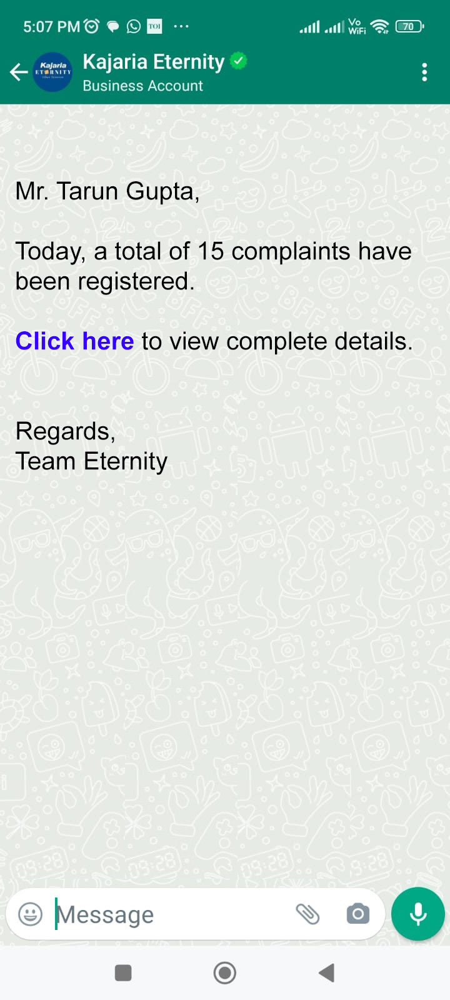 5:07 PM TOI ... Vo WiFi 70
Kajaria ETERNITY
Kajaria Eternity
Business Account
Mr. Tarun Gupta,
Today, a total of 15 complaints have
been registered.
Click here to view complete details.
Regards,
Team Eternity
Message